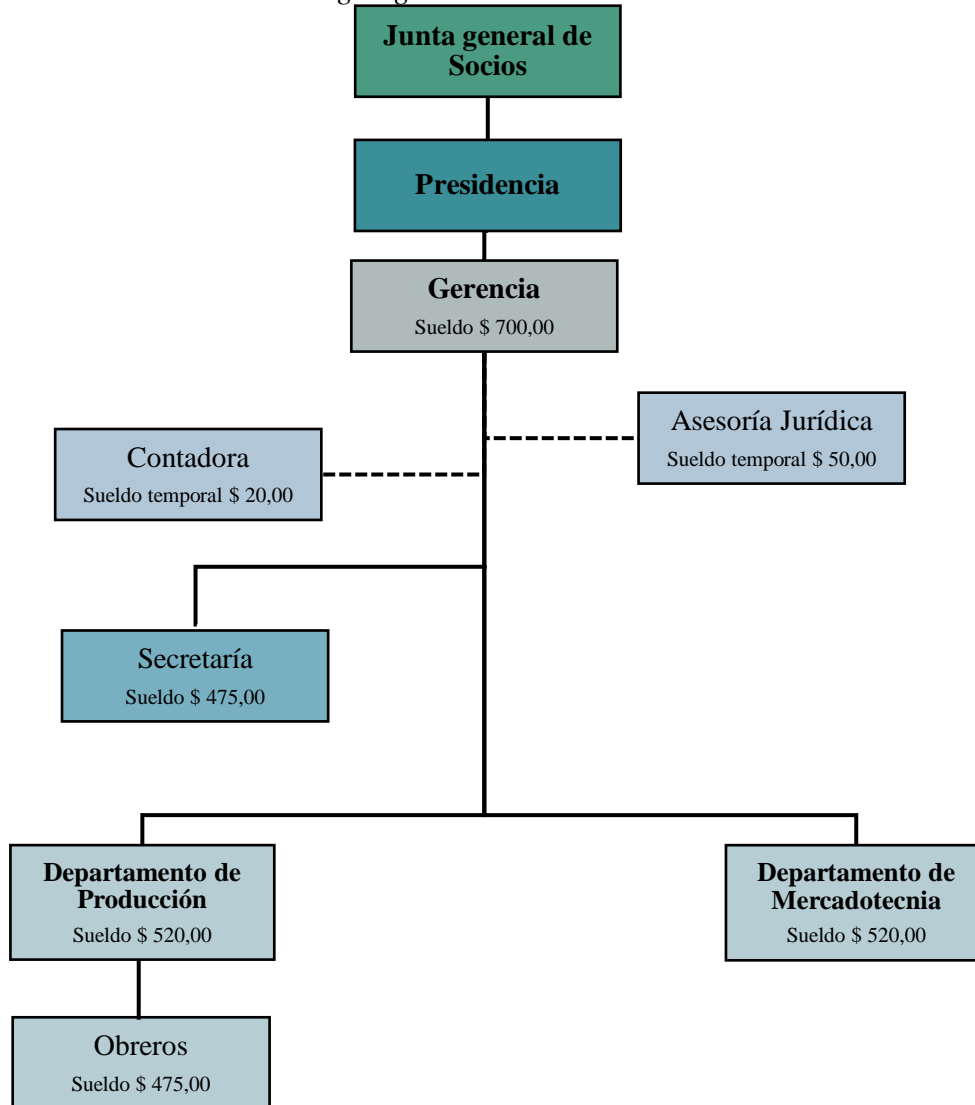 Junta general de
Socios
Presidencia
Gerencia
Sueldo $ 700,00
Asesoría Jurídica
Sueldo temporal $ 50,00
Contadora
Sueldo temporal $ 20,00
Secretaría
Sueldo $ 475,00
Departamento de
Producción
Sueldo $ 520,00
Departamento de
Mercadotecnia
Sueldo $ 520,00
Obreros
Sueldo $ 475,00